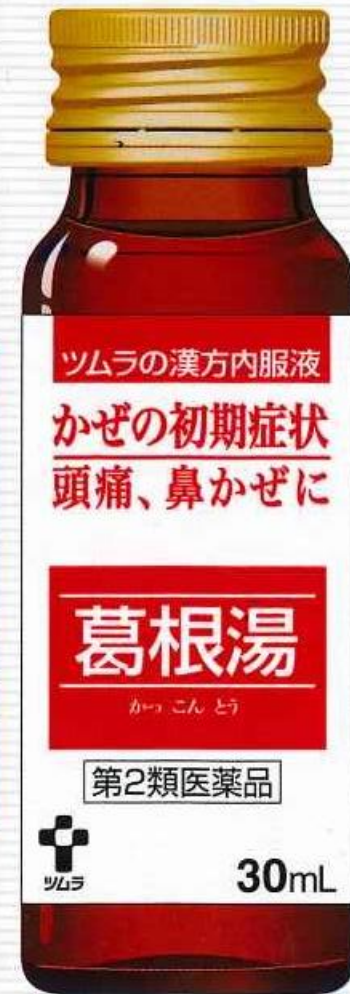 ツムラの漢方内服液
かぜの初期症状
頭痛、鼻かぜに
葛根湯
かっ こん とう
第2類医薬品
ツムラ
30mL